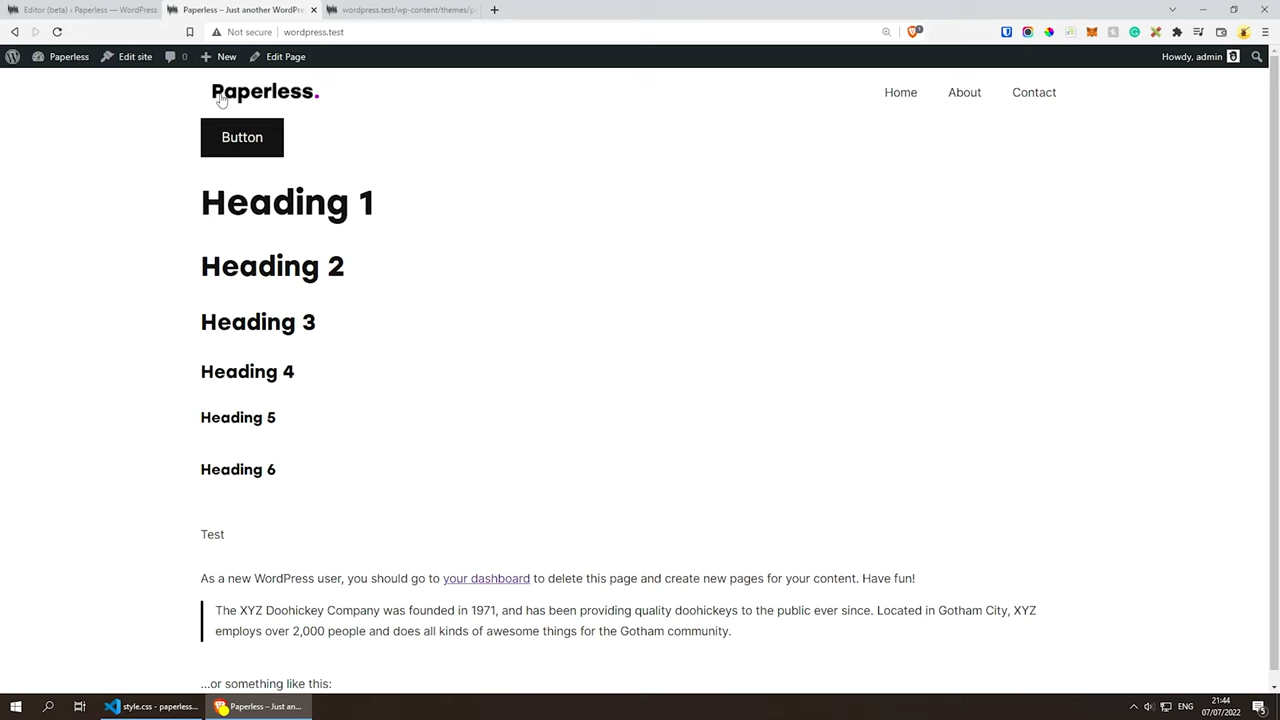 Editor (beta) ‹ Paperless — WordPress
Paperless – Just another WordPre
wordpress.test/wp-content/themes/pa
Not secure
wordpress.test
Paperless
Edit site
0
New
Edit Page
Howdy, admin
Paperless.
Home
About
Contact
Button
Heading 1
Heading 2
Heading 3
Heading 4
Heading 5
Heading 6
Test
As a new WordPress user, you should go to your dashboard to delete this page and create new pages for your content. Have fun!
The XYZ Doohickey Company was founded in 1971, and has been providing quality doohickeys to the public ever since. Located in Gotham City, XYZ
employs over 2,000 people and does all kinds of awesome things for the Gotham community.
...or something like this:
style.css - paperless...
Paperless – Just an...
ENG
21:44
07/07/2022